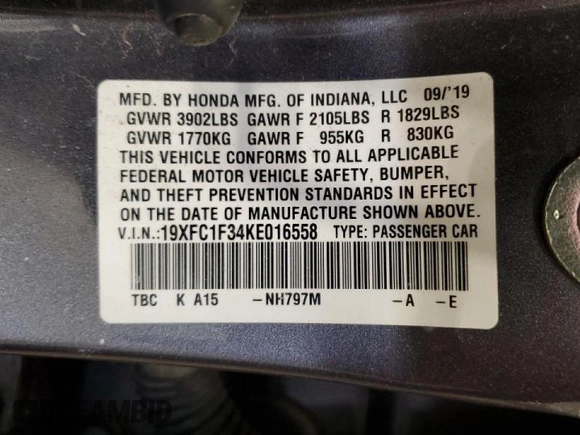 MFD. BY HONDA MFG. OF INDIANA, LLC 09/'19
GVWR 3902LBS GAWR F 2105LBS R 1829LBS
GVWR 1770KG GAWR F 955KG R 830KG
THIS VEHICLE CONFORMS TO ALL APPLICABLE
FEDERAL MOTOR VEHICLE SAFETY, BUMPER,
AND THEFT PREVENTION STANDARDS IN EFFECT
ON THE DATE OF MANUFACTURE SHOWN ABOVE.
V.I.N.:19XFC1F34KE016558 TYPE: PASSENGER CAR
TBC K A15 -NH797M -A -E